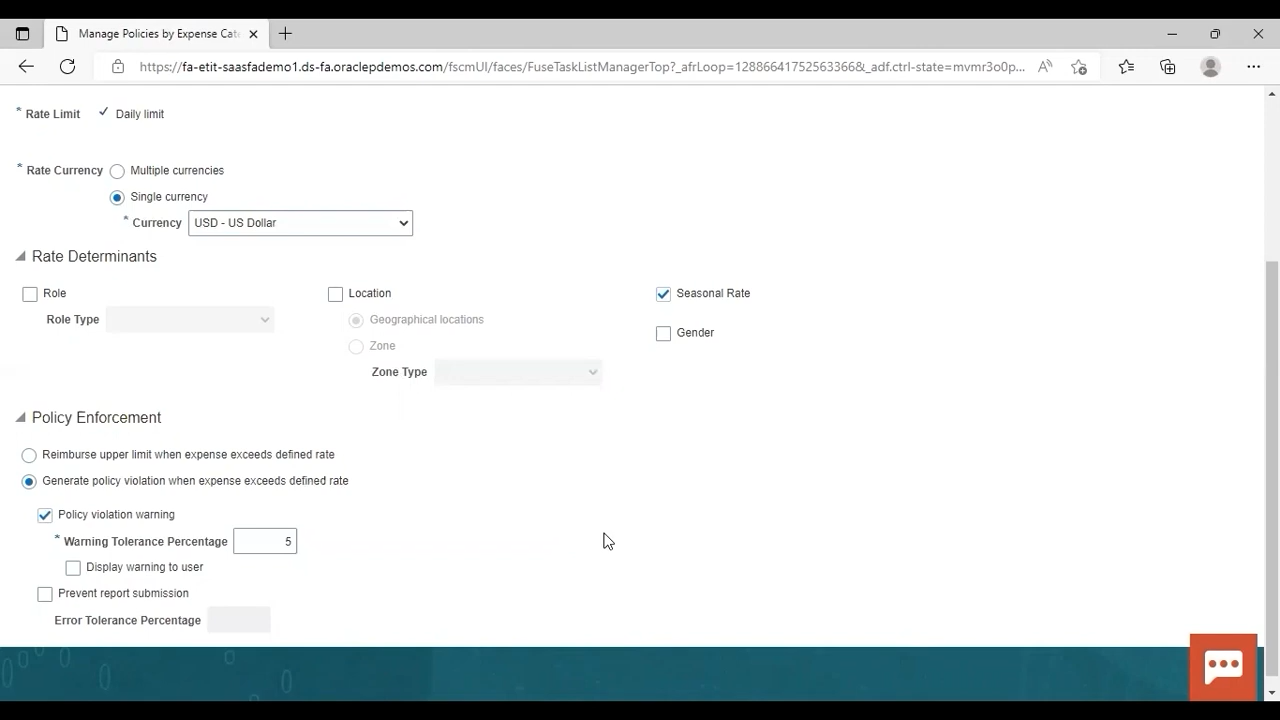 Manage Policies by Expense Cate
https://fa-etit-saasfademo1.ds-fa.oraclepdemos.com/fscmUI/faces/FuseTaskListManagerTop?_afrLoop=128866417525633668&_adf.ctrl-state=mvmr3o0p...
* Rate Limit Daily limit
* Rate Currency Multiple currencies
Single currency
* Currency USD - US Dollar
Rate Determinants
Role Location Seasonal Rate
Role Type Geographical locations
Gender
Zone
Zone Type
Policy Enforcement
Reimburse upper limit when expense exceeds defined rate
Generate policy violation when expense exceeds defined rate
Policy violation warning
* Warning Tolerance Percentage 5
Display warning to user
Prevent report submission
Error Tolerance Percentage